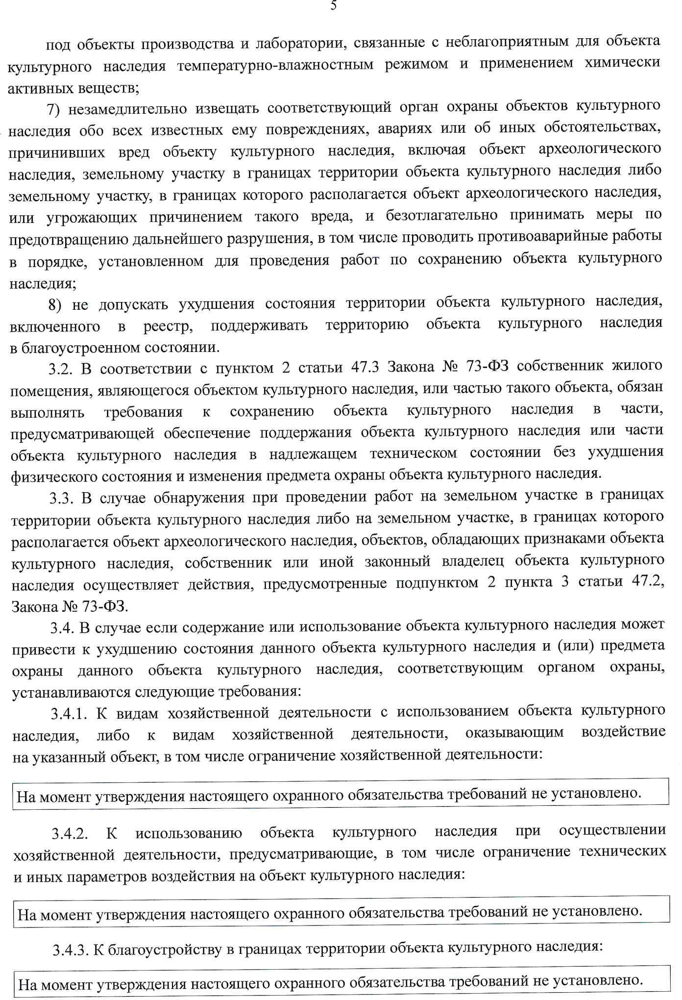 5
под объекты производства и лаборатории, связанные с неблагоприятным для объекта
культурного наследия температурно-влажностным режимом и применением химически
активных веществ;
7) незамедлительно извещать соответствующий орган охраны объектов культурного
наследия обо всех известных ему повреждениях, авариях или об иных обстоятельствах,
причинивших вред объекту культурного наследия, включая объект археологического
наследия, земельному участку в границах территории объекта культурного наследия либо
земельному участку, в границах которого располагается объект археологического наследия,
или угрожающих причинением такого вреда, и безотлагательно принимать меры по
предотвращению дальнейшего разрушения, в том числе проводить противоаварийные работы
в порядке, установленном для проведения работ по сохранению объекта культурного
наследия;
8) не допускать ухудшения состояния территории объекта культурного наследия,
включенного в реестр, поддерживать территорию объекта культурного наследия
в благоустроенном состоянии.
3.2. В соответствии с пунктом 2 статьи 47.3 Закона № 73-ФЗ собственник жилого
помещения, являющегося объектом культурного наследия, или частью такого объекта, обязан
выполнять требования к сохранению объекта культурного наследия в части,
предусматривающей обеспечение поддержания объекта культурного наследия или части
объекта культурного наследия в надлежащем техническом состоянии без ухудшения
физического состояния и изменения предмета охраны объекта культурного наследия.
3.3. В случае обнаружения при проведении работ на земельном участке в границах
территории объекта культурного наследия либо на земельном участке, в границах которого
располагается объект археологического наследия, объектов, обладающих признаками объекта
культурного наследия, собственник или иной законный владелец объекта культурного
наследия осуществляет действия, предусмотренные подпунктом 2 пункта 3 статьи 47.2,
Закона № 73-ФЗ.
3.4. В случае если содержание или использование объекта культурного наследия может
привести к ухудшению состояния данного объекта культурного наследия и (или) предмета
охраны данного объекта культурного наследия, соответствующим органом охраны,
устанавливаются следующие требования:
3.4.1. К видам хозяйственной деятельности с использованием объекта культурного
наследия, либо к видам хозяйственной деятельности, оказывающим воздействие
на указанный объект, в том числе ограничение хозяйственной деятельности:
На момент утверждения настоящего охранного обязательства требований не установлено.
3.4.2. К использованию объекта культурного наследия при осуществлении
хозяйственной деятельности, предусматривающие, в том числе ограничение технических
и иных параметров воздействия на объект культурного наследия:
На момент утверждения настоящего охранного обязательства требований не установлено.
3.4.3. К благоустройству в границах территории объекта культурного наследия:
На момент утверждения настоящего охранного обязательства требований не установлено.